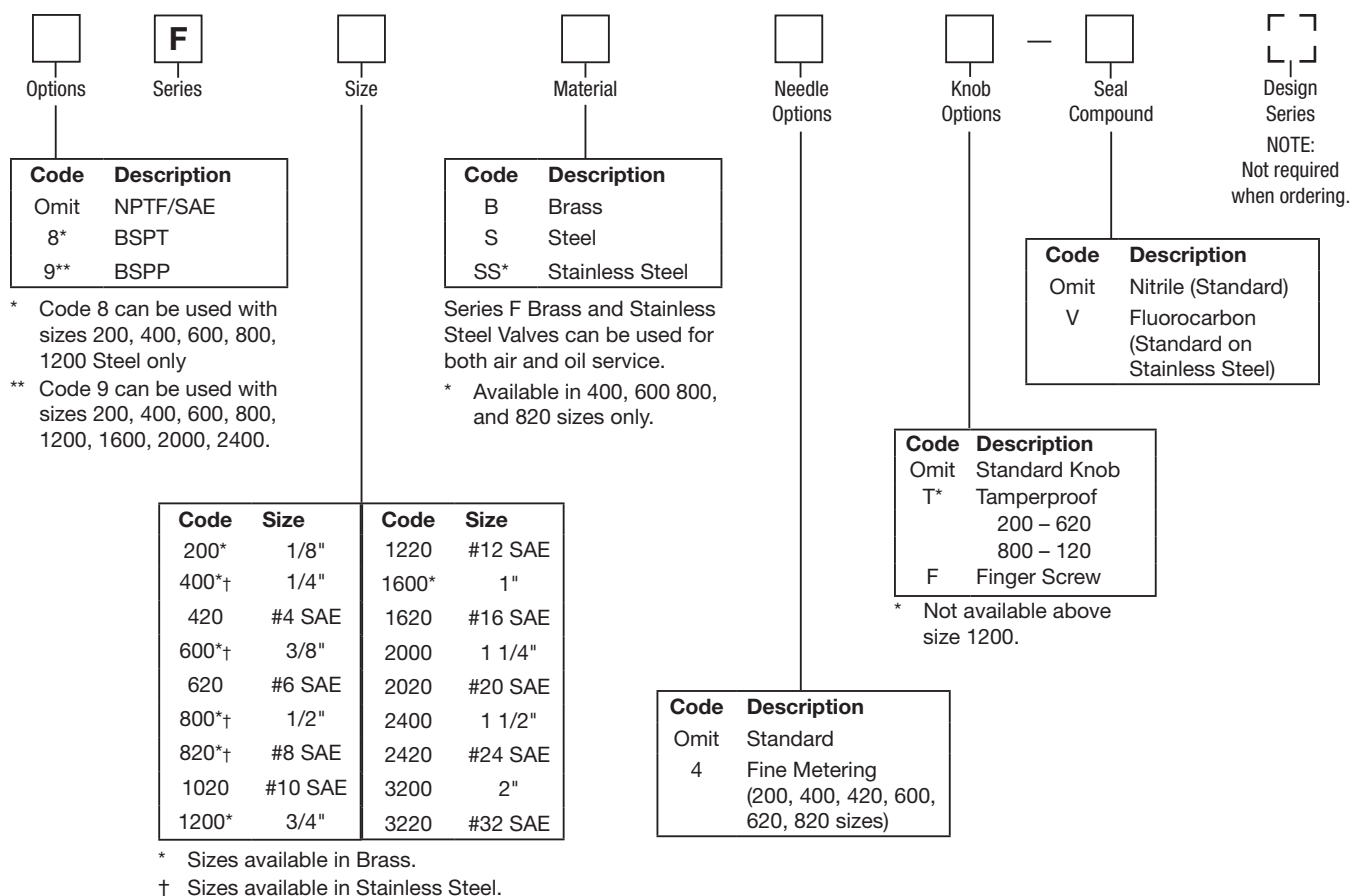 F
Options
Series
Size
Material
Needle
Options
Knob
Options
—
Seal
Compound
Design
Series
NOTE:
Not required
when ordering.
Code Description
Omit NPTF/SAE
8* BSPT
9** BSPP
* Code 8 can be used with
sizes 200, 400, 600, 800,
1200 Steel only
** Code 9 can be used with
sizes 200, 400, 600, 800,
1200, 1600, 2000, 2400.
Code Description
B Brass
S Steel
SS* Stainless Steel
Series F Brass and Stainless
Steel Valves can be used for
both air and oil service.
* Available in 400, 600 800,
and 820 sizes only.
Code Description
Omit Nitrile (Standard)
V Fluorocarbon
(Standard on
Stainless Steel)
Code Description
Omit Standard Knob
T* Tamperproof
200 – 620
800 – 120
F Finger Screw
* Not available above
size 1200.
Code Size Code Size
200* 1/8" 1220 #12 SAE
400*† 1/4" 1600* 1"
420 #4 SAE 1620 #16 SAE
600*† 3/8" 2000 1 1/4"
620 #6 SAE 2020 #20 SAE
800*† 1/2" 2400 1 1/2"
820*† #8 SAE 2420 #24 SAE
1020 #10 SAE 3200 2"
1200* 3/4" 3220 #32 SAE
* Sizes available in Brass.
† Sizes available in Stainless Steel.
Code Description
Omit Standard
4 Fine Metering
(200, 400, 420, 600,
620, 820 sizes)